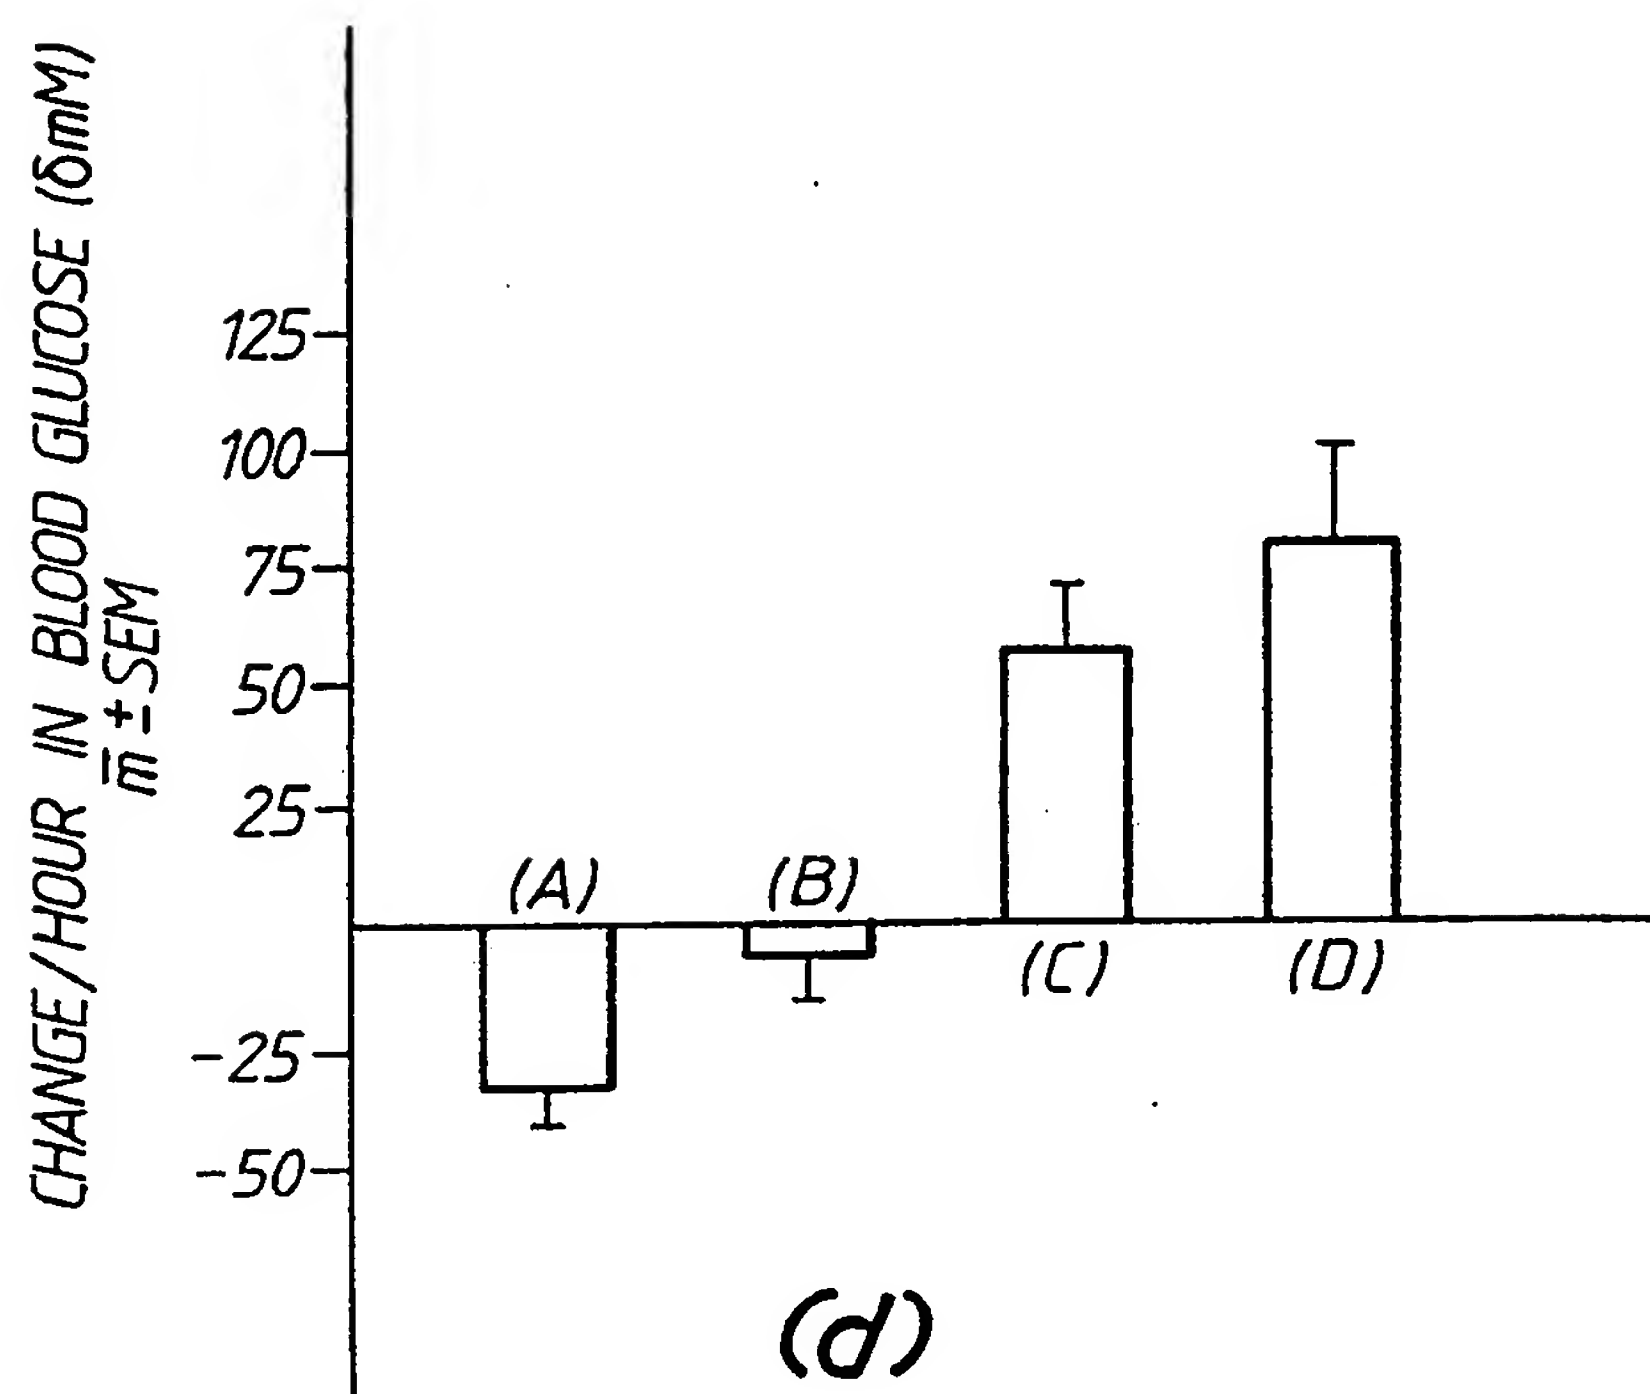 CHANGE/HOUR IN BLOOD GLUCOSE (δmM)
m̅ ± SEM
125
100
75
50
25
-25
-50
(A)
(B)
(C)
(D)
(d)